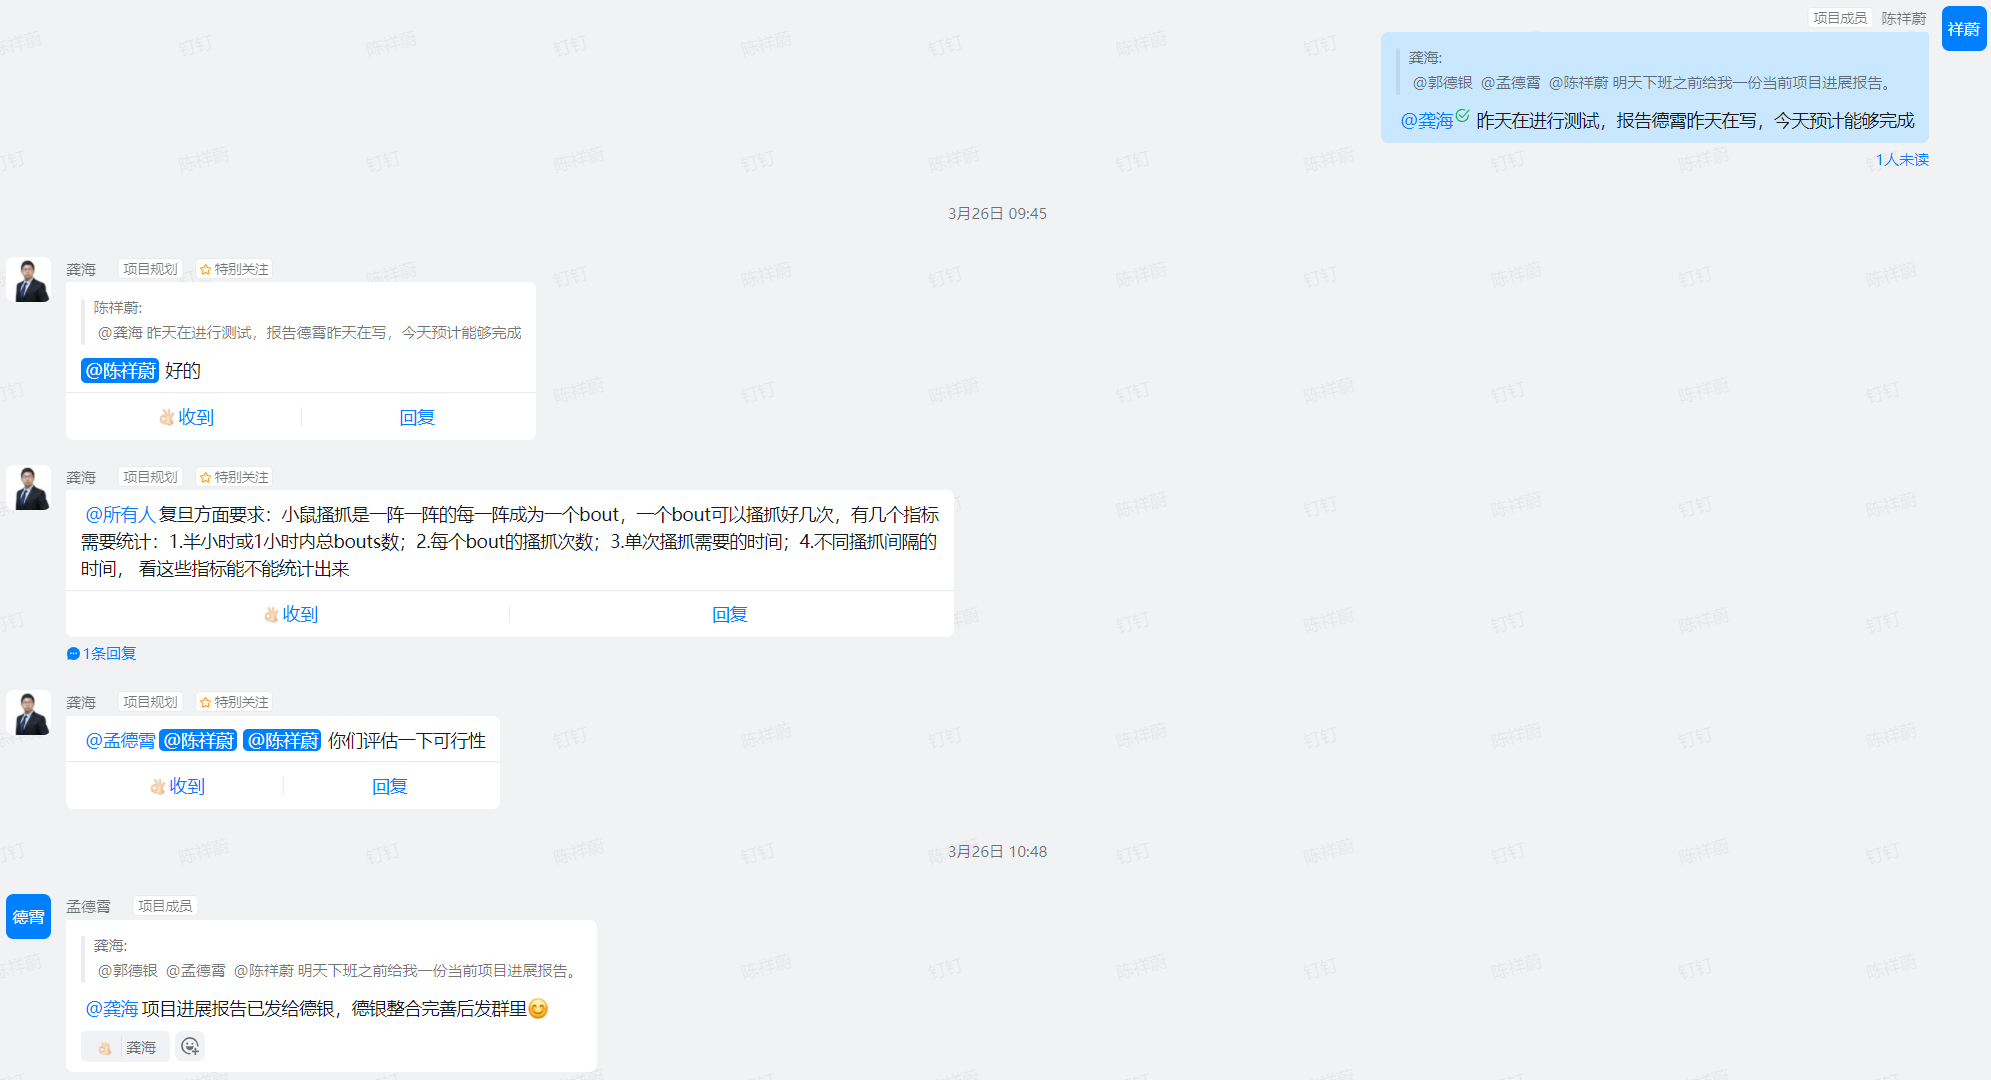 项目成员 陈祥蔚
祥蔚
龚海:
@郭德银 @孟德霄 @陈祥蔚 明天下班之前给我一份当前项目进展报告。
@龚海 昨天在进行测试，报告德霄昨天在写，今天预计能够完成
1人未读
3月26日 09:45
龚海 项目规划 特别关注
陈祥蔚:
@龚海 昨天在进行测试，报告德霄昨天在写，今天预计能够完成
@陈祥蔚 好的
收到 回复
龚海 项目规划 特别关注
@所有人 复旦方面要求：小鼠搔抓是一阵一阵的每一阵成为一个bout，一个bout可以搔抓好几次，有几个指标
需要统计：1.半小时或1小时内总bouts数；2.每个bout的搔抓次数；3.单次搔抓需要的时间；4.不同搔抓间隔的
时间， 看这些指标能不能统计出来
收到 回复
1条回复
龚海 项目规划 特别关注
@孟德霄 @陈祥蔚 @陈祥蔚 你们评估一下可行性
收到 回复
3月26日 10:48
德霄
孟德霄 项目成员
龚海:
@郭德银 @孟德霄 @陈祥蔚 明天下班之前给我一份当前项目进展报告。
@龚海 项目进展报告已发给德银，德银整合完善后发群里
龚海
钉钉 陈祥蔚